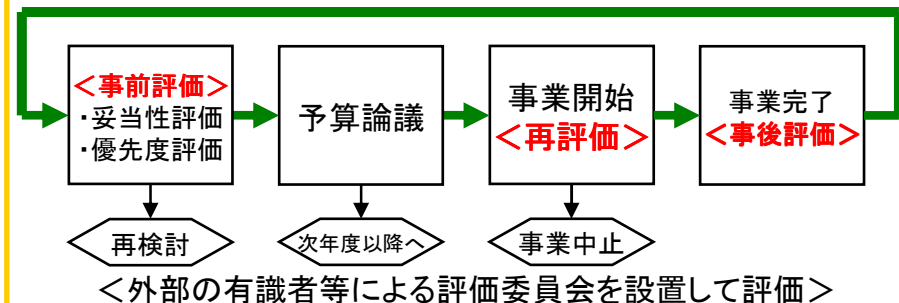 ＜事前評価＞
・妥当性評価
・優先度評価
予算論議
事業開始
＜再評価＞
事業完了
＜事後評価＞
再検討
次年度以降へ
事業中止
＜外部の有識者等による評価委員会を設置して評価＞